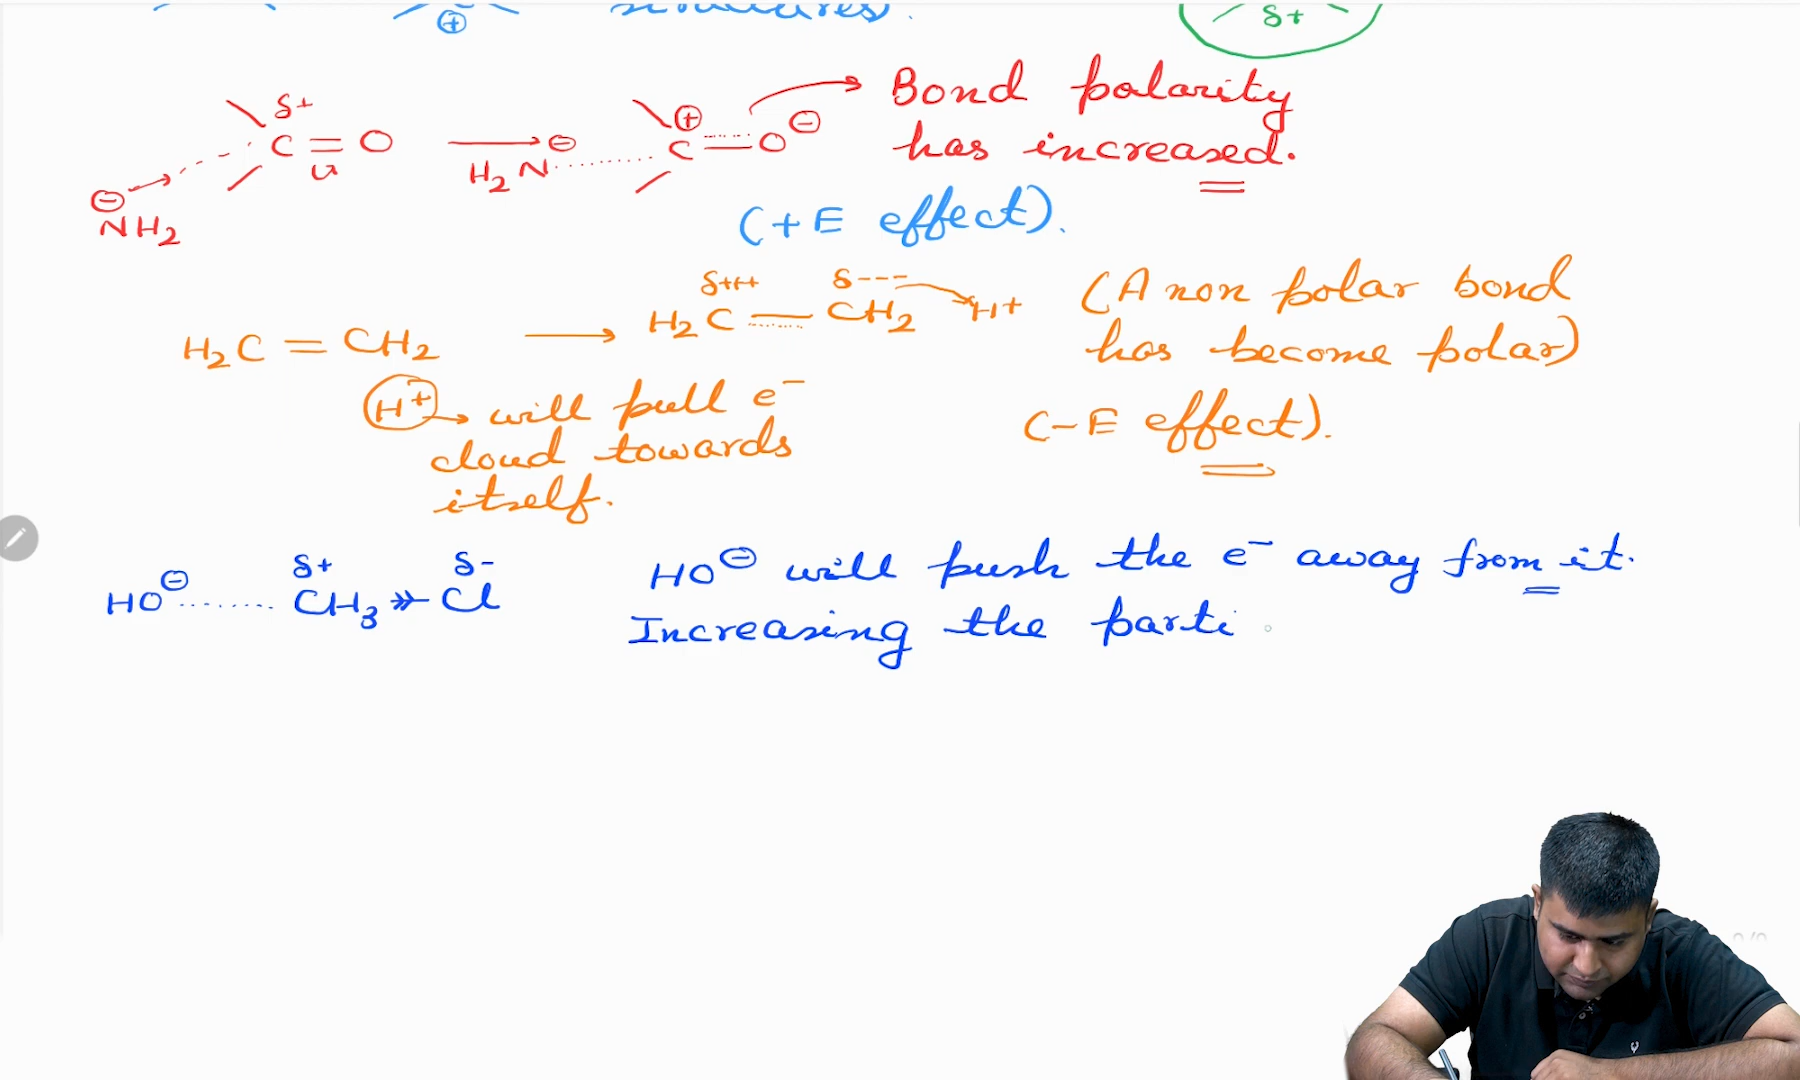 ⊕ structures. δ+
δ+ ⊕ ⊖ Bond polarity
C = O → H₂N⊖ ........ C = O has increased.
⊖
NH₂
(+E effect).
δ+++ δ--- (A non polar bond
H₂C = CH₂ → H₂C = CH₂ H+ has become polar)
H+ → will pull e⁻ (-E effect).
cloud towards
itself.
δ+ δ- HO⊖ will push the e⁻ away from it.
HO⊖ ........ CH₃ ↠ Cl Increasing the parti